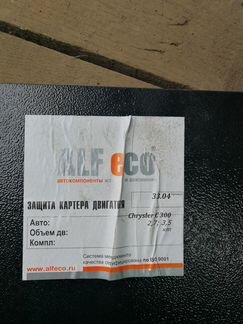 ALF eco
автокомпоненты
33.04
ЗАЩИТА КАРТЕРА ДВИГАТЕЛЯ
Chrysler C 300
Авто: 2,7; 3,5
Объем дв: кпп
Компл:
Система менеджмента
качества сертифицирована по ISO 9001
www.alfeco.ru